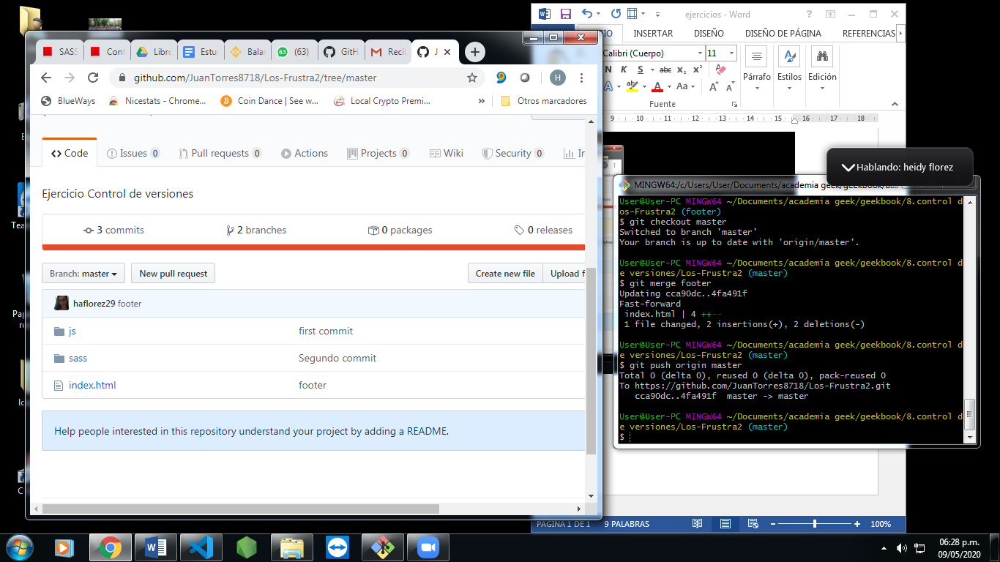 SASS
Cont
Libro
Estu
Bala
(63)
GitH
Recil
J
github.com/JuanTorres8718/Los-Frustra2/tree/master
H
BlueWays
Nicestats - Chrome...
Coin Dance | See w...
Local Crypto Premi...
»
Otros marcadores
Code
Issues 0
Pull requests 0
Actions
Projects 0
Wiki
Security 0
In
Ejercicio Control de versiones
3 commits
2 branches
0 packages
0 releases
Branch: master
New pull request
Create new file
Upload f
haflorez29 footer
js
first commit
sass
Segundo commit
index.html
footer
Help people interested in this repository understand your project by adding a README.
ejercicios - Word
?
IO
INSERTAR
DISEÑO
DISEÑO DE PÁGINA
REFERENCIAS
Calibri (Cuerpo)
11
N K S abc x₂ x²
A aby A Aa A A
Párrafo
Estilos
Edición
Fuente
9 10 11 12 13 14 15 16 17 18
Hablando: heidy florez
MINGW64:/c/Users/User/Documents/academia geek/geekbook/8....
User@User-PC MINGW64 ~/Documents/academia geek/geekbook/8.control d
os-Frustra2 (footer)
$ git checkout master
Switched to branch 'master'
Your branch is up to date with 'origin/master'.
User@User-PC MINGW64 ~/Documents/academia geek/geekbook/8.control d
e versiones/Los-Frustra2 (master)
$ git merge footer
Updating cca90dc..4fa491f
Fast-forward
index.html | 4 ++--
1 file changed, 2 insertions(+), 2 deletions(-)
User@User-PC MINGW64 ~/Documents/academia geek/geekbook/8.control d
e versiones/Los-Frustra2 (master)
$ git push origin master
Total 0 (delta 0), reused 0 (delta 0), pack-reused 0
To https://github.com/JuanTorres8718/Los-Frustra2.git
cca90dc..4fa491f  master -> master
User@User-PC MINGW64 ~/Documents/academia geek/geekbook/8.control d
e versiones/Los-Frustra2 (master)
$
PÁGINA 1 DE 1
9 PALABRAS
100%
06:28 p.m.
09/05/2020